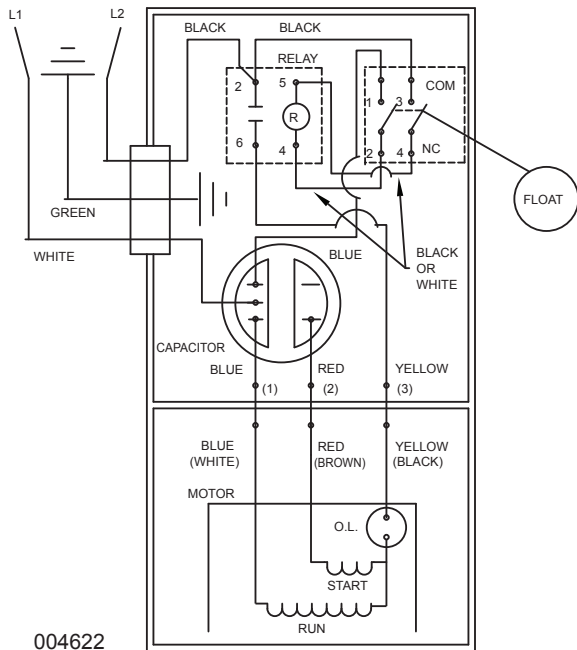 L1
L2
BLACK
BLACK
RELAY
2
5
R
6
4
1
3
COM
2
4
NC
FLOAT
GREEN
WHITE
BLUE
BLACK
OR
WHITE
CAPACITOR
BLUE
RED
YELLOW
(1)
(2)
(3)
BLUE
(WHITE)
RED
(BROWN)
YELLOW
(BLACK)
MOTOR
O.L.
START
RUN
004622